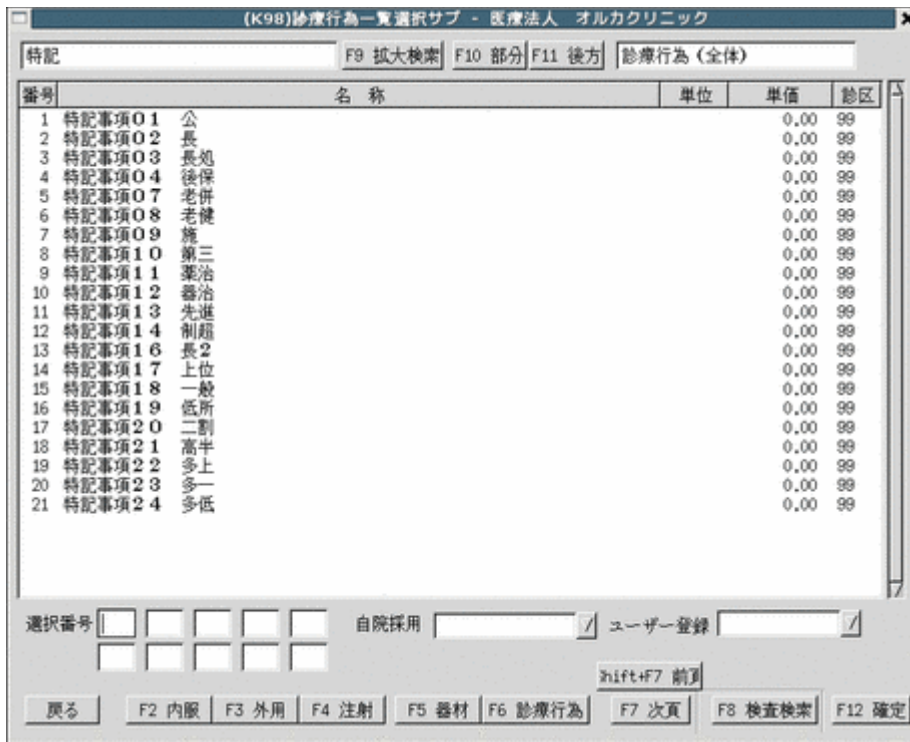 (K98)診療行為一覧選択サブ - 医療法人　オルカクリニック
特記 F9 拡大検索 F10 部分 F11 後方 診療行為（全体）
番号 名　称 単位 単価 診区
1 特記事項０１　公 0.00 99
2 特記事項０２　長 0.00 99
3 特記事項０３　長処 0.00 99
4 特記事項０４　後保 0.00 99
5 特記事項０７　老併 0.00 99
6 特記事項０８　老健 0.00 99
7 特記事項０９　施 0.00 99
8 特記事項１０　第三 0.00 99
9 特記事項１１　薬治 0.00 99
10 特記事項１２　器治 0.00 99
11 特記事項１３　先進 0.00 99
12 特記事項１４　制超 0.00 99
13 特記事項１６　長２ 0.00 99
14 特記事項１７　上位 0.00 99
15 特記事項１８　一般 0.00 99
16 特記事項１９　低所 0.00 99
17 特記事項２０　二割 0.00 99
18 特記事項２１　高半 0.00 99
19 特記事項２２　多上 0.00 99
20 特記事項２３　多一 0.00 99
21 特記事項２４　多低 0.00 99
選択番号 自院採用 ユーザー登録
Shift+F7 前頁
戻る F2 内服 F3 外用 F4 注射 F5 器材 F6 診療行為 F7 次頁 F8 検査検索 F12 確定